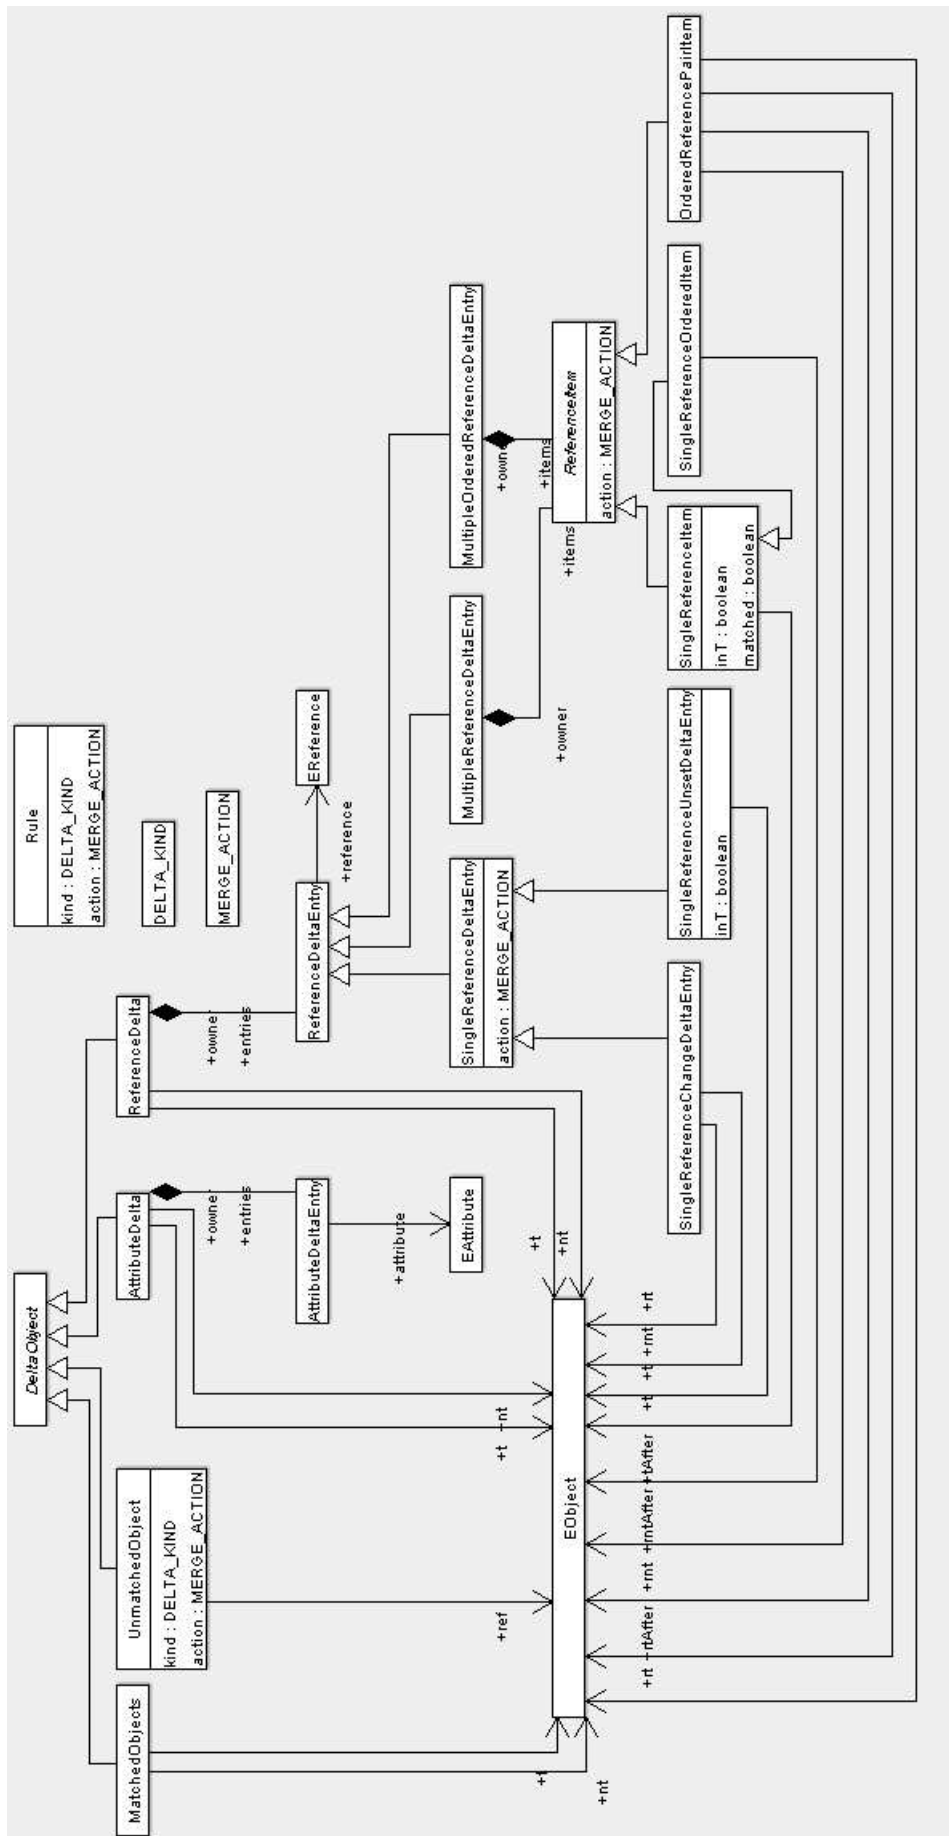 DeltaObject
Rule
kind : DELTA_KIND
action : MERGE_ACTION
MatchedObjects
UnmatchedObject
kind : DELTA_KIND
action : MERGE_ACTION
AttributeDelta
ReferenceDelta
DELTA_KIND
MERGE_ACTION
+owner
+entries
+owner
+entries
AttributeDeltaEntry
ReferenceDeltaEntry
EReference
+reference
+attribute
EAttribute
SingleReferenceDeltaEntry
action : MERGE_ACTION
MultipleReferenceDeltaEntry
MultipleOrderedReferenceDeltaEntry
+ref
+t
+nt
+t
+nt
+owner
+owner
+items
+items
+t
+nt
EObject
ReferenceItem
action : MERGE_ACTION
+rt
+rtAfter
+rnt
+rntAfter
+tAfter
+t
+t
+rnt
+rt
SingleReferenceChangeDeltaEntry
SingleReferenceUnsetDeltaEntry
inT : boolean
SingleReferenceItem
inT : boolean
matched : boolean
SingleReferenceOrderedItem
OrderedReferencePairItem